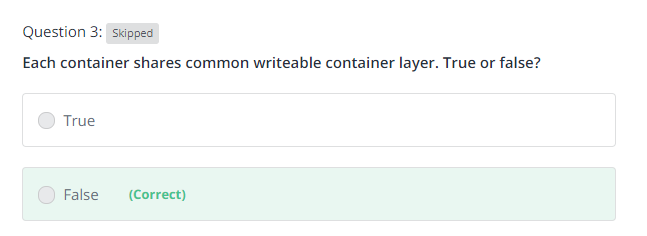 Question 3: Skipped
Each container shares common writeable container layer. True or false?
True
False (Correct)